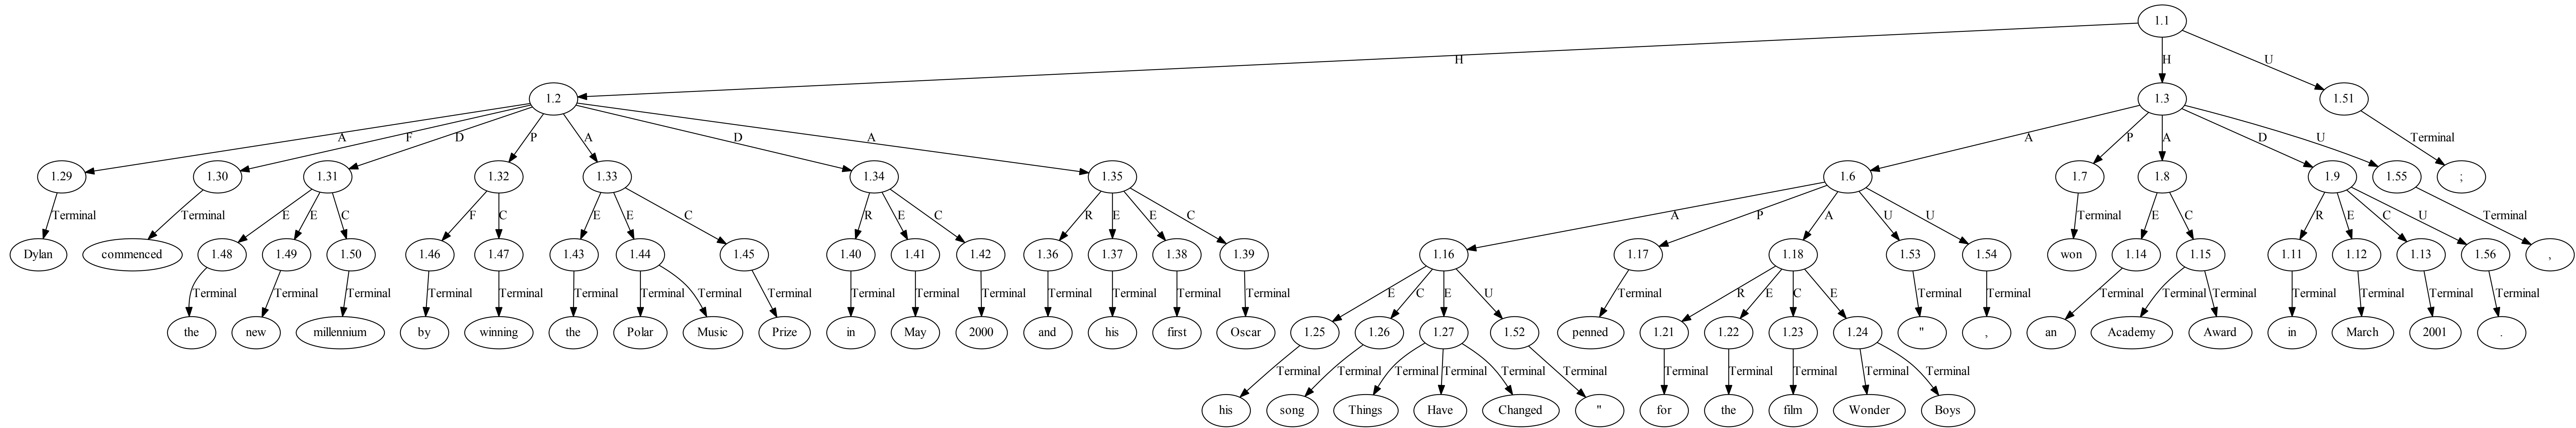 1.1
H H U
1.2 1.3 1.51
A F D P A D A A P A D U Terminal
1.29 1.30 1.31 1.32 1.33 1.34 1.35 1.6 1.7 1.8 1.9 1.55 ;
Terminal Terminal E E C F C E E C R E C R E E C A P A U U Terminal E C R E C U Terminal
Dylan commenced 1.48 1.49 1.50 1.46 1.47 1.43 1.44 1.45 1.40 1.41 1.42 1.36 1.37 1.38 1.39 1.16 1.17 1.18 1.53 1.54 won 1.14 1.15 1.11 1.12 1.13 1.56 ,
Terminal Terminal Terminal Terminal Terminal Terminal Terminal Terminal Terminal Terminal Terminal Terminal Terminal Terminal Terminal Terminal E C E U Terminal R E C E Terminal Terminal Terminal Terminal Terminal Terminal Terminal Terminal Terminal
the new millennium by winning the Polar Music Prize in May 2000 and his first Oscar 1.25 1.26 1.27 1.52 penned 1.21 1.22 1.23 1.24 " , an Academy Award in March 2001 .
Terminal Terminal Terminal Terminal Terminal Terminal Terminal Terminal Terminal Terminal Terminal
his song Things Have Changed " for the film Wonder Boys